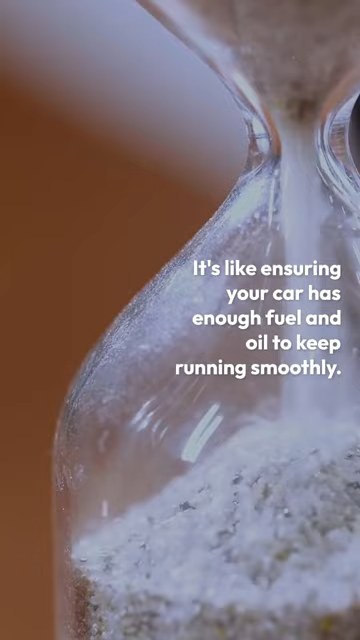 It's like ensuring
your car has
enough fuel and
oil to keep
running smoothly.